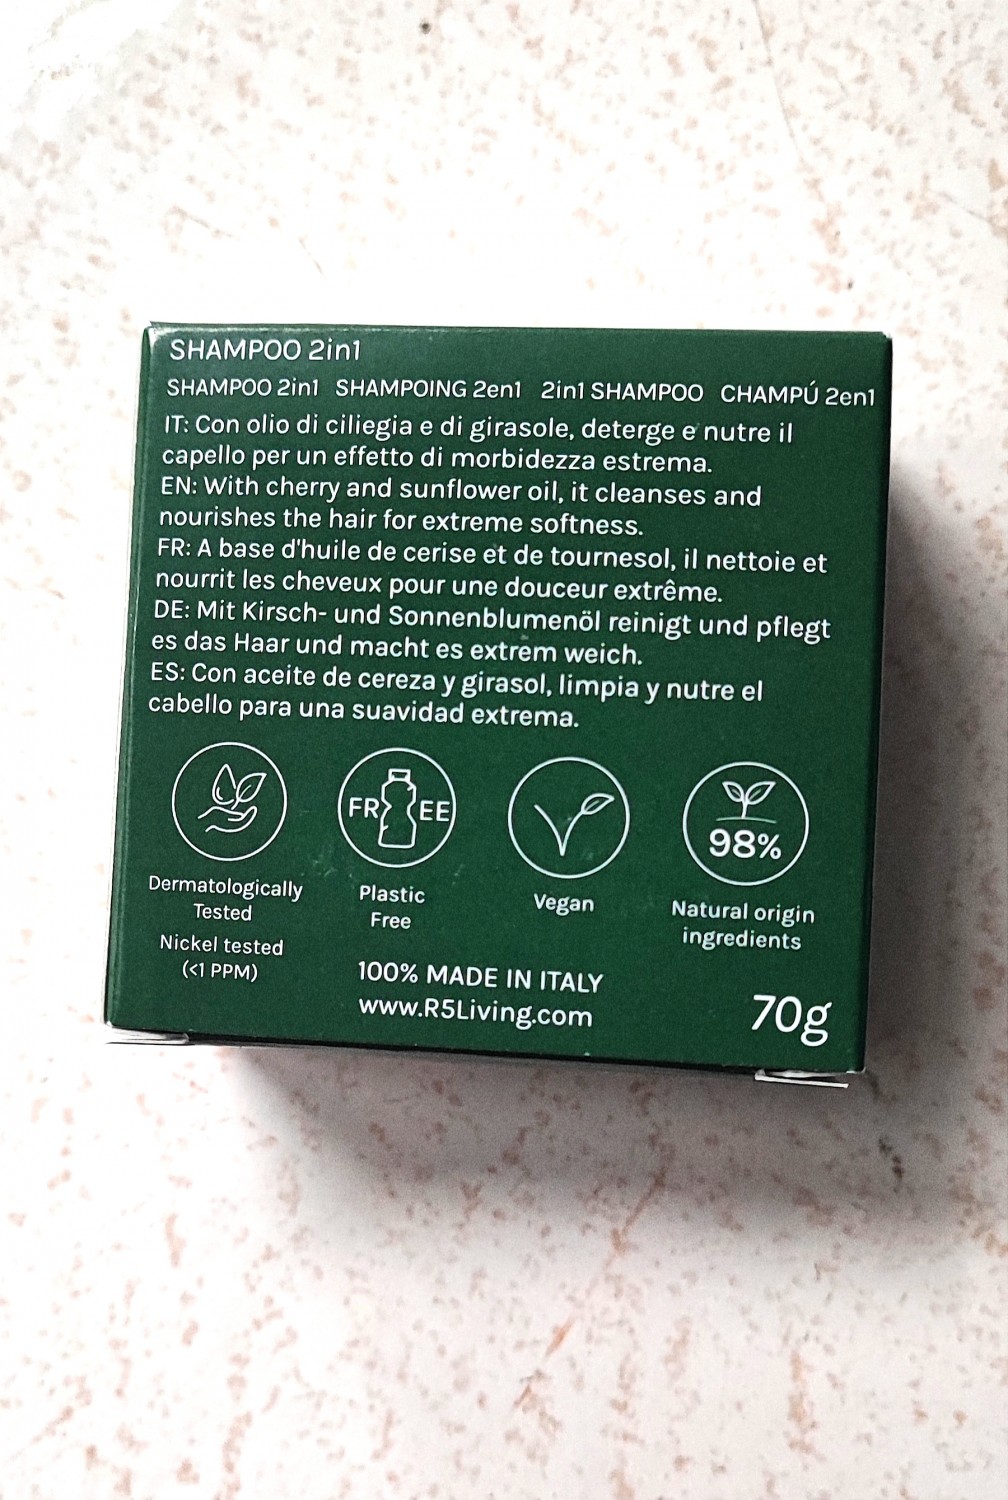 SHAMPOO 2in1
SHAMPOO 2in1 SHAMPOING 2en1 2in1 SHAMPOO CHAMPÚ 2en1
IT: Con olio di ciliegia e di girasole, deterge e nutre il
capello per un effetto di morbidezza estrema.
EN: With cherry and sunflower oil, it cleanses and
nourishes the hair for extreme softness.
FR: A base d'huile de cerise et de tournesol, il nettoie et
nourrit les cheveux pour une douceur extrême.
DE: Mit Kirsch- und Sonnenblumenöl reinigt und pflegt
es das Haar und macht es extrem weich.
ES: Con aceite de cereza y girasol, limpia y nutre el
cabello para una suavidad extrema.
FREE
98%
Dermatologically
Tested
Nickel tested
(<1 PPM)
Plastic
Free
Vegan
Natural origin
ingredients
100% MADE IN ITALY
www.R5Living.com
70g